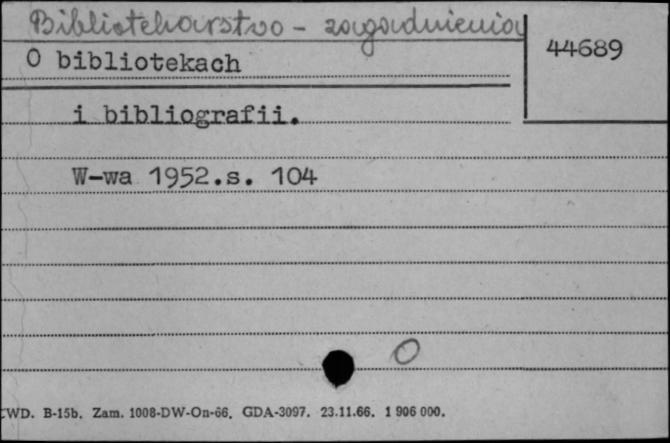 Bibliotekarstwo - zagadnienia
44689
O bibliotekach
i bibliografii.
W-wa 1952.s. 104
O
CWD. B-15b. Zam. 1008-DW-On-66. GDA-3097. 23.11.66. 1 906 000.